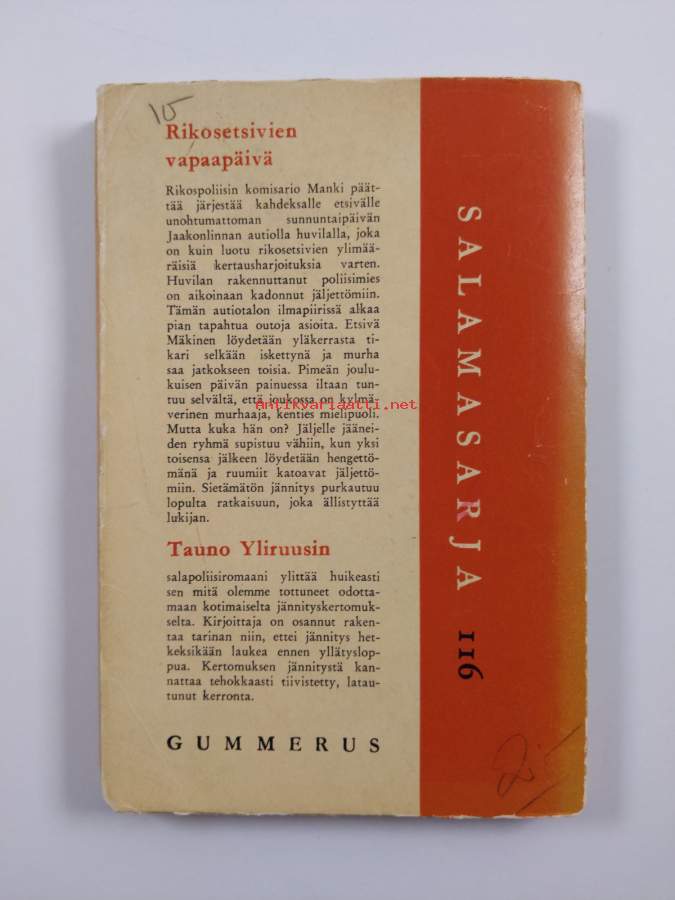 15
Rikosetsivien
vapaapäivä
Rikospoliisin komisario Manki päät-
tää järjestää kahdeksalle etsivälle
unohtumattoman sunnuntaipäivän
Jaakonlinnan autiolla huvilalla, joka
on kuin luotu rikosetsivien ylimää-
räisiä kertausharjoituksia varten.
Huvilan rakennuttanut poliisimies
on aikoinaan kadonnut jäljettömiin.
Tämän autiotalon ilmapiirissä alkaa
pian tapahtua outoja asioita. Etsivä
Mäkinen löydetään yläkerrasta ti-
kari selkään iskettynä ja murha
saa jatkokseen toisia. Pimeän joulu-
kuisen päivän painuessa iltaan tun-
tuu selvältä, että joukossa on kylmä-
verinen murhaaja, kenties mielipuoli.
Mutta kuka hän on? Jäljelle jäänei-
den ryhmä supistuu vähiin, kun yksi
toisensa jälkeen löydetään hengettö-
mänä ja ruumiit katoavat jäljettö-
miin. Sietämätön jännitys purkautuu
lopulta ratkaisuun, joka ällistyttää
lukijan.
Tauno Yliruusin
salapoliisiromaani ylittää huikeasti
sen mitä olemme tottuneet odotta-
maan kotimaiselta jännityskertomuk-
selta. Kirjoittaja on osannut raken-
taa tarinan niin, ettei jännitys het-
keksikään laukea ennen yllätyslop-
pua. Kertomuksen jännitystä kan-
nattaa tehokkaasti tiivistetty, latau-
tunut kerronta.
GUMMERUS
SALAMASARJA 116
antikvariaatti.net